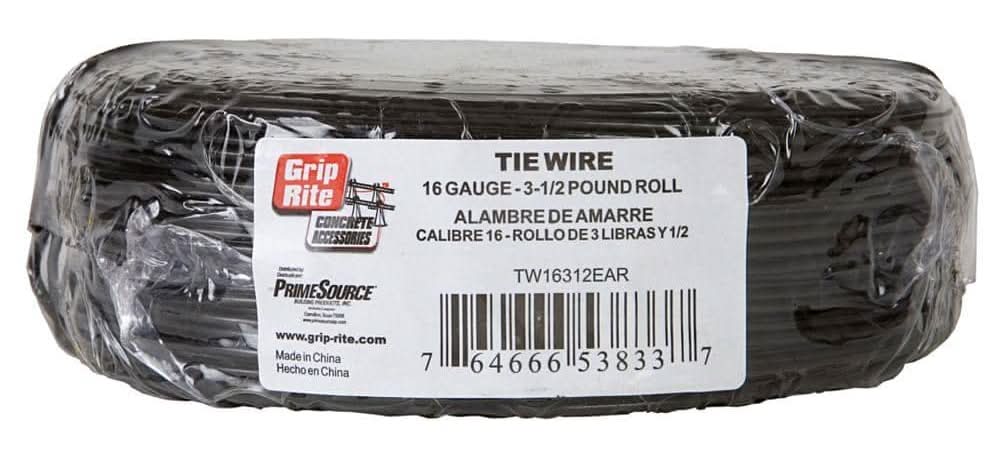 Grip
Rite
CONCRETE
ACCESSORIES
TIE WIRE
16 GAUGE - 3-1/2 POUND ROLL
ALAMBRE DE AMARRE
CALIBRE 16 - ROLLO DE 3 LIBRAS Y 1/2
TW16312EAR
Distributed by
PRIMESOURCE
BUILDING PRODUCTS, INC.
www.grip-rite.com
Made in China
Hecho en China
7 64666 53833 7